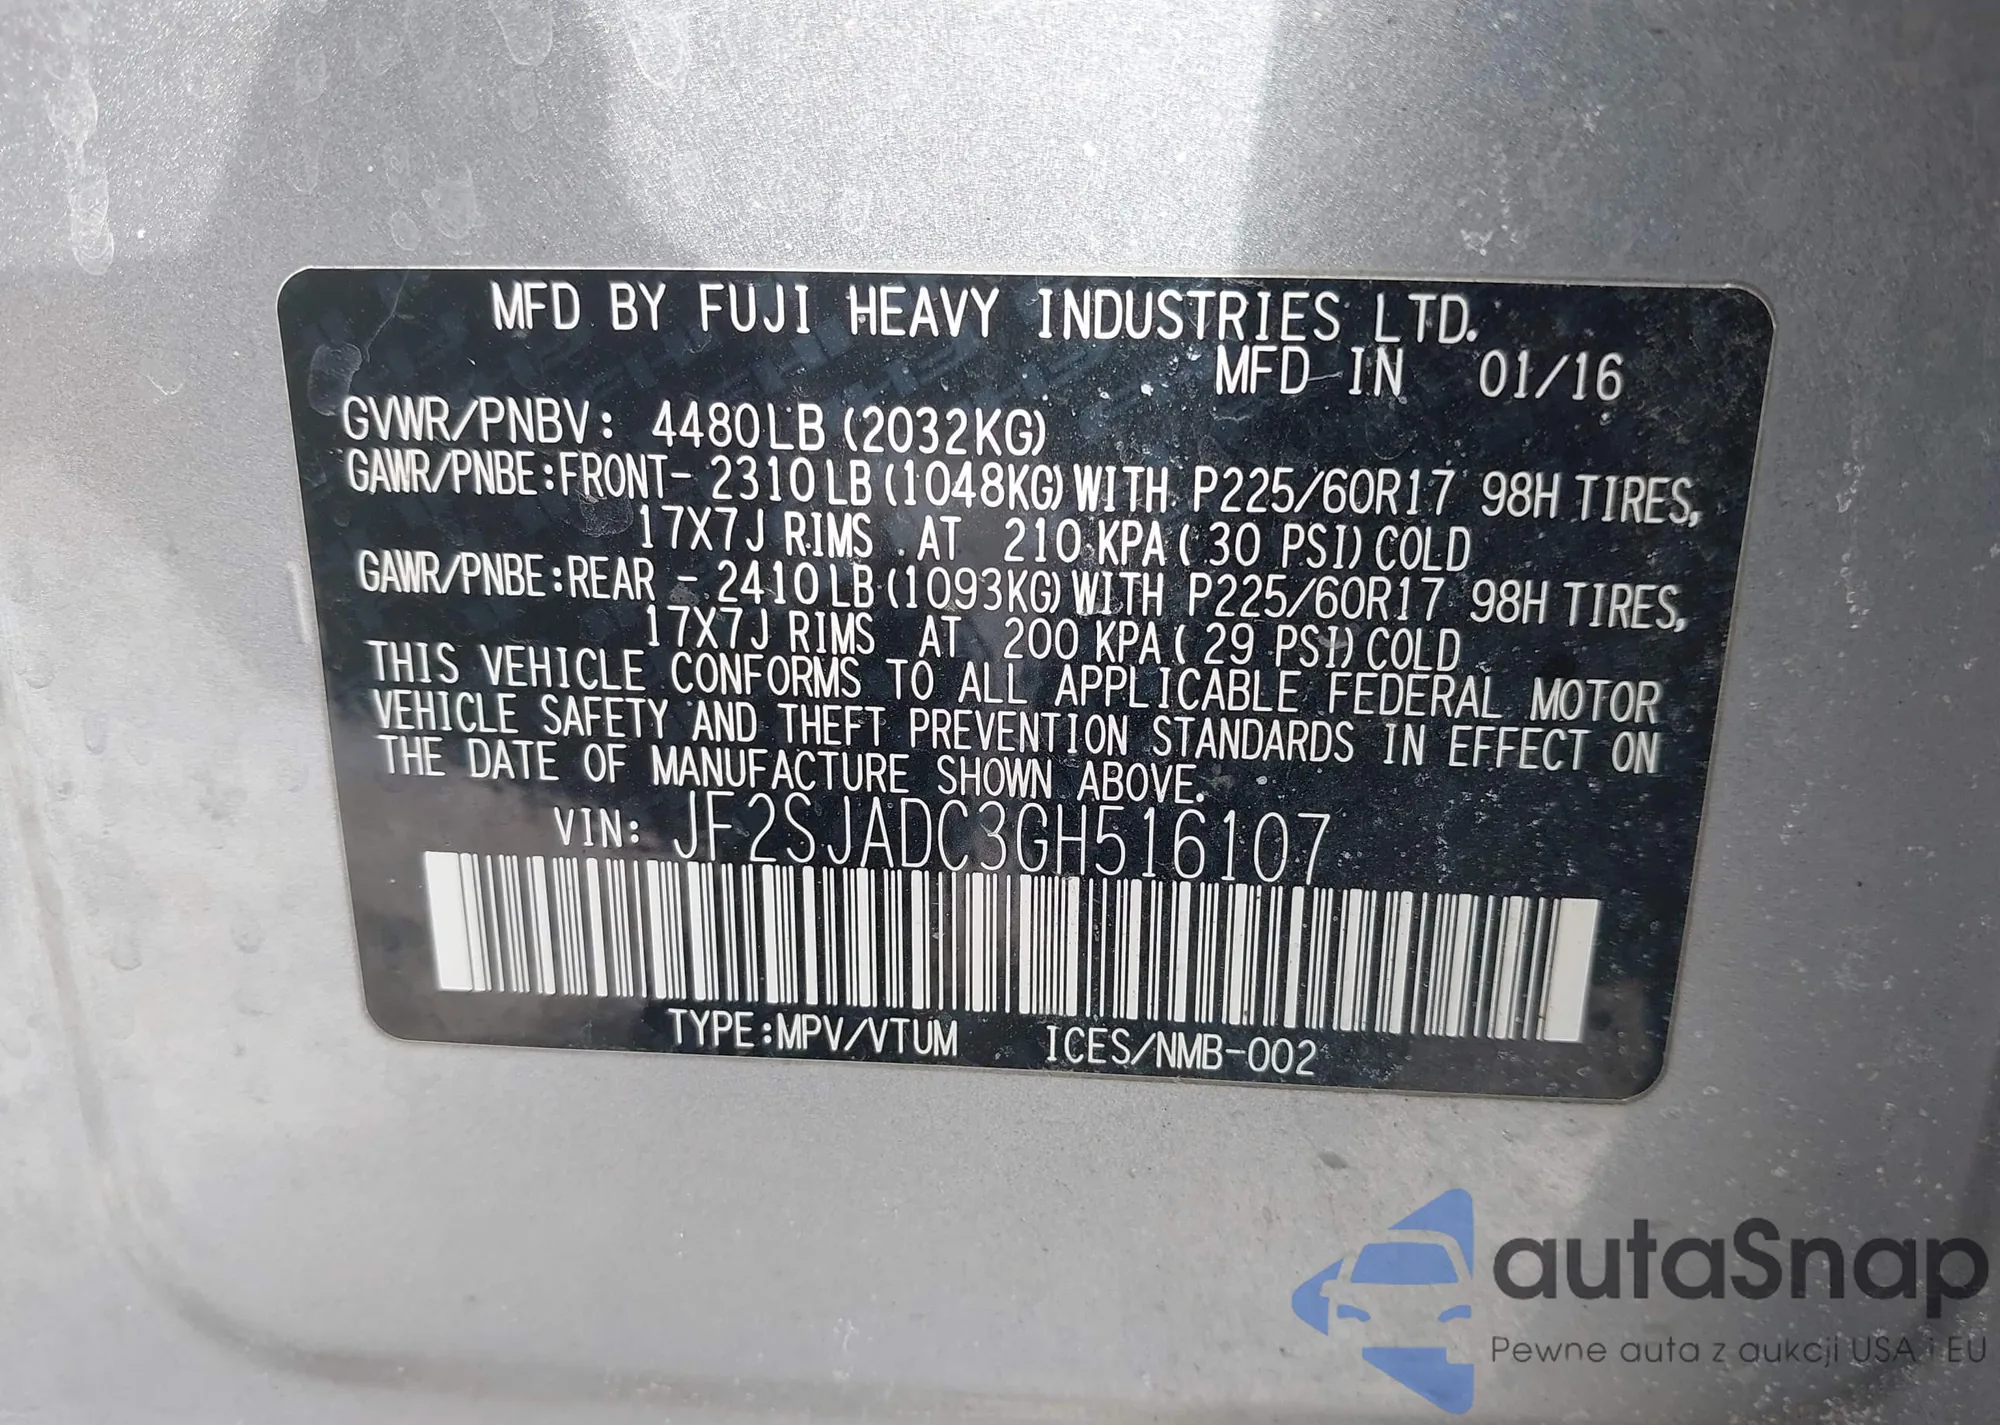 MFD BY FUJI HEAVY INDUSTRIES LTD.
MFD IN 01/16
GVWR/PNBV: 4480LB (2032KG)
GAWR/PNBE:FRONT- 2310LB(1048KG)WITH P225/60R17 98H TIRES,
17X7J RIMS AT 210 KPA( 30 PSI)COLD
GAWR/PNBE:REAR - 2410LB(1093KG)WITH P225/60R17 98H TIRES,
17X7J RIMS AT 200 KPA( 29 PSI)COLD
THIS VEHICLE CONFORMS TO ALL APPLICABLE FEDERAL MOTOR
VEHICLE SAFETY AND THEFT PREVENTION STANDARDS IN EFFECT ON
THE DATE OF MANUFACTURE SHOWN ABOVE.
VIN: JF2SJADC3GH516107
TYPE:MPV/VTUM ICES/NMB-002
autaSnap
Pewne auta z aukcji USA i EU